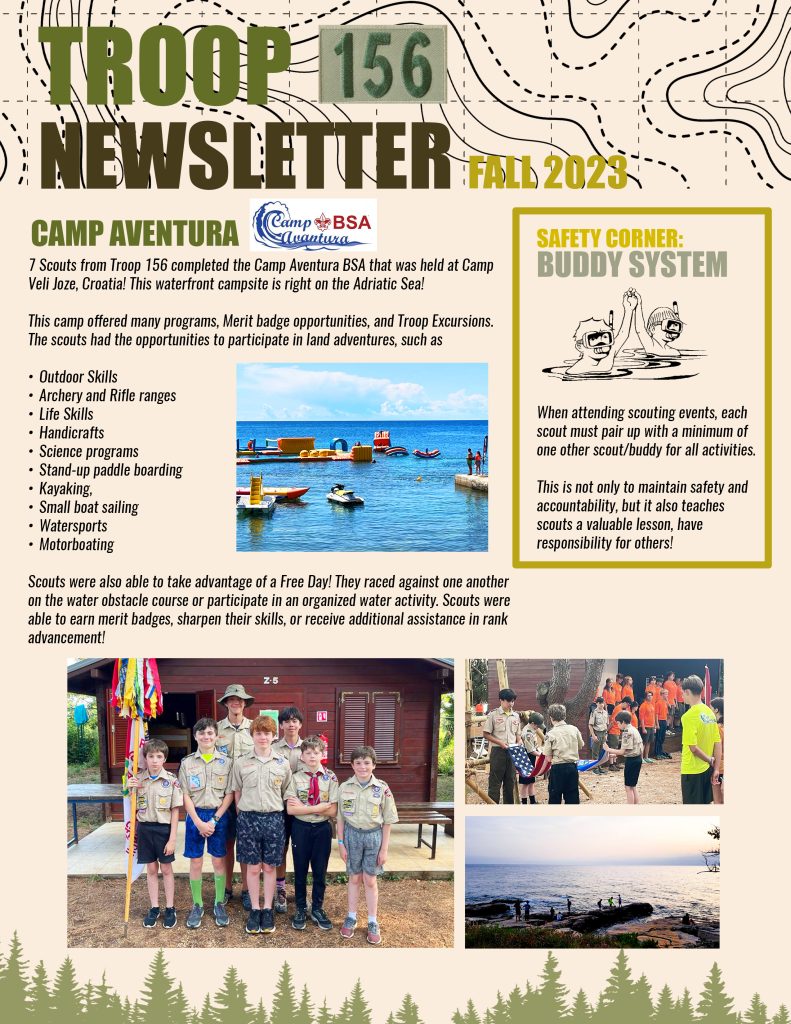 TROOP 156
NEWSLETTER FALL 2023
CAMP AVENTURA
Camp BSA
Avantura
7 Scouts from Troop 156 completed the Camp Aventura BSA that was held at Camp
Veli Joze, Croatia! This waterfront campsite is right on the Adriatic Sea!
This camp offered many programs, Merit badge opportunities, and Troop Excursions.
The scouts had the opportunities to participate in land adventures, such as
• Outdoor Skills
• Archery and Rifle ranges
• Life Skills
• Handicrafts
• Science programs
• Stand-up paddle boarding
• Kayaking,
• Small boat sailing
• Watersports
• Motorboating
Scouts were also able to take advantage of a Free Day! They raced against one another
on the water obstacle course or participate in an organized water activity. Scouts were
able to earn merit badges, sharpen their skills, or receive additional assistance in rank
advancement!
SAFETY CORNER:
BUDDY SYSTEM
When attending scouting events, each
scout must pair up with a minimum of
one other scout/buddy for all activities.
This is not only to maintain safety and
accountability, but it also teaches
scouts a valuable lesson, have
responsibility for others!
Z-5